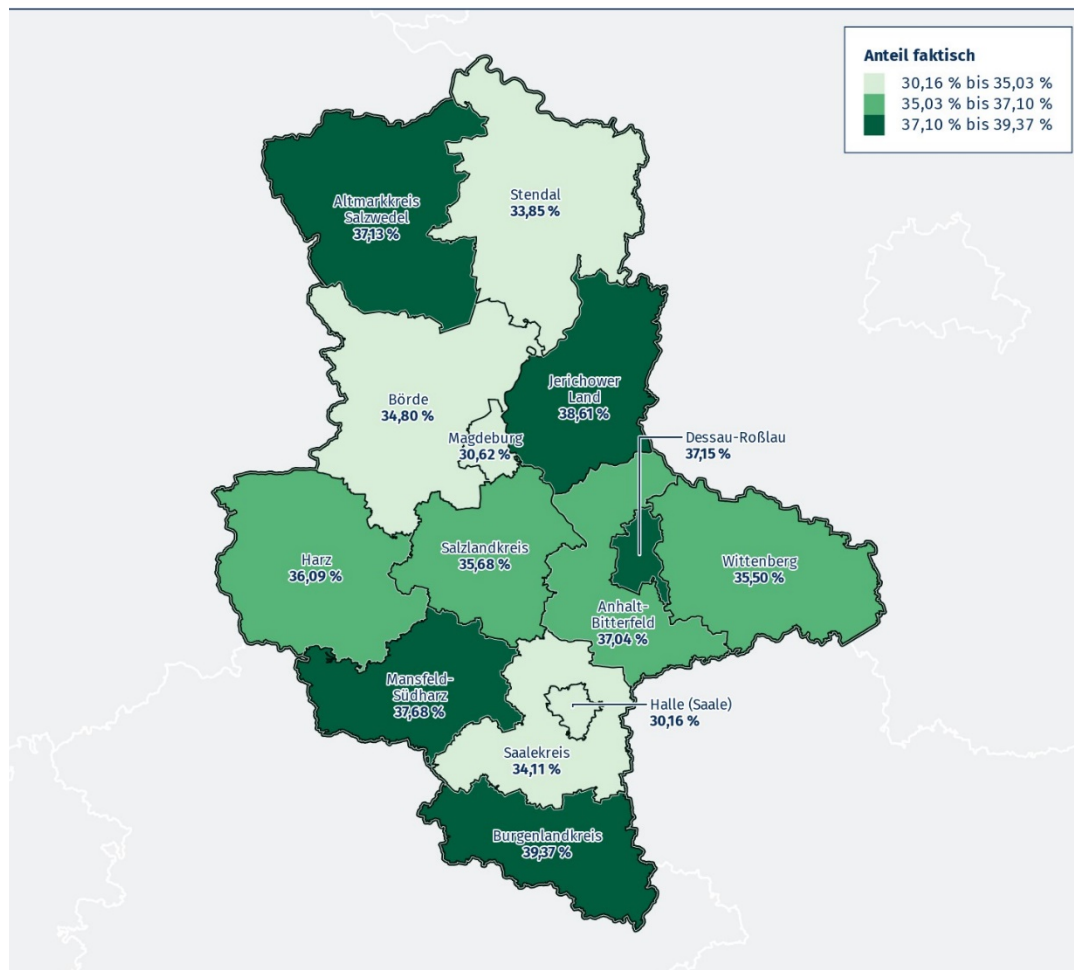 Anteil faktisch
30,16 % bis 35,03 %
35,03 % bis 37,10 %
37,10 % bis 39,37 %
Altmarkkreis
Salzwedel
37,13 %
Stendal
33,85 %
Börde
34,80 %
Magdeburg
30,62 %
Jerichower
Land
38,61 %
Dessau-Roßlau
37,15 %
Harz
36,09 %
Salzlandkreis
35,68 %
Wittenberg
35,50 %
Anhalt-
Bitterfeld
37,04 %
Mansfeld-
Südharz
37,68 %
Halle (Saale)
30,16 %
Saalekreis
34,11 %
Burgenlandkreis
39,37 %